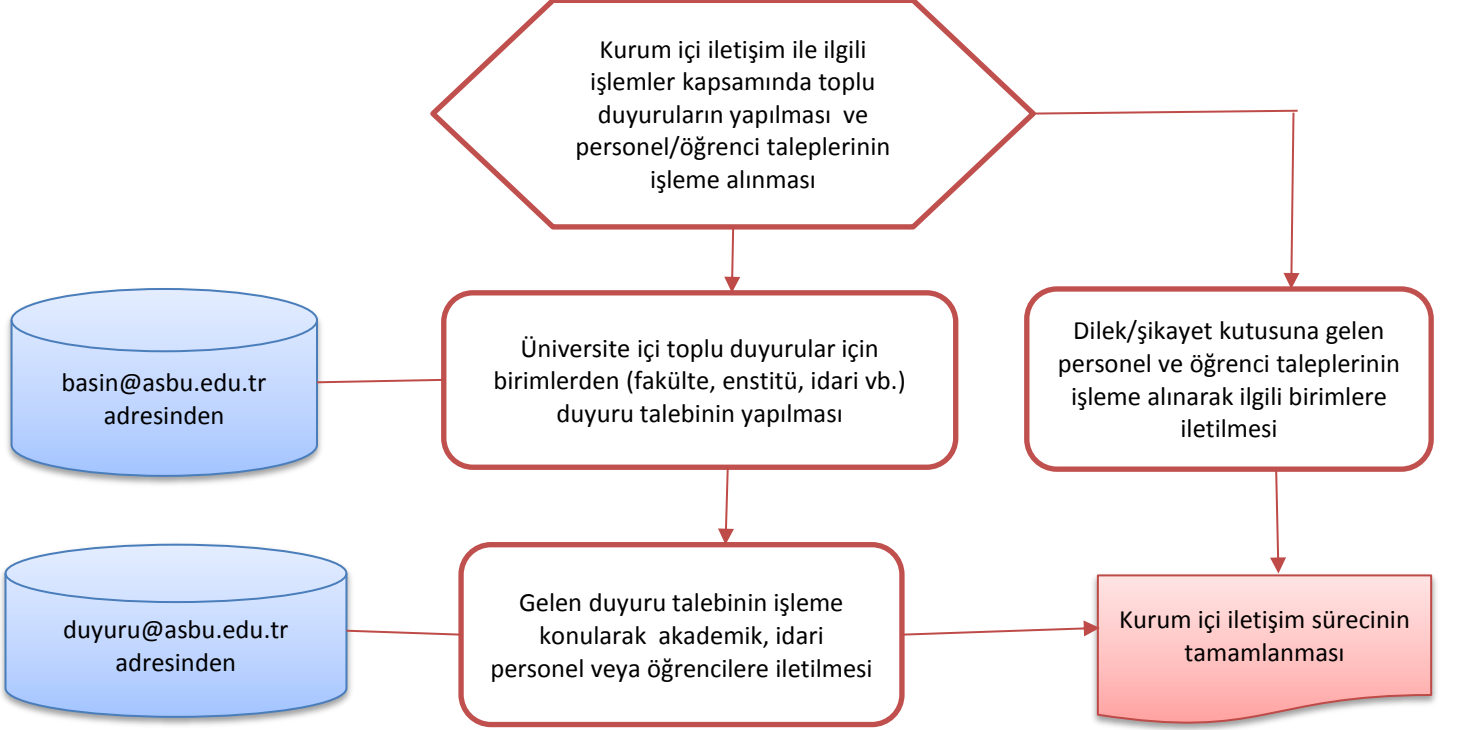 Kurum içi iletişim ile ilgili
işlemler kapsamında toplu
duyuruların yapılması ve
personel/öğrenci taleplerinin
işleme alınması
basin@asbu.edu.tr
adresinden
Üniversite içi toplu duyurular için
birimlerden (fakülte, enstitü, idari vb.)
duyuru talebinin yapılması
Dilek/şikayet kutusuna gelen
personel ve öğrenci taleplerinin
işleme alınarak ilgili birimlere
iletilmesi
duyuru@asbu.edu.tr
adresinden
Gelen duyuru talebinin işleme
konularak akademik, idari
personel veya öğrencilere iletilmesi
Kurum içi iletişim sürecinin
tamamlanması